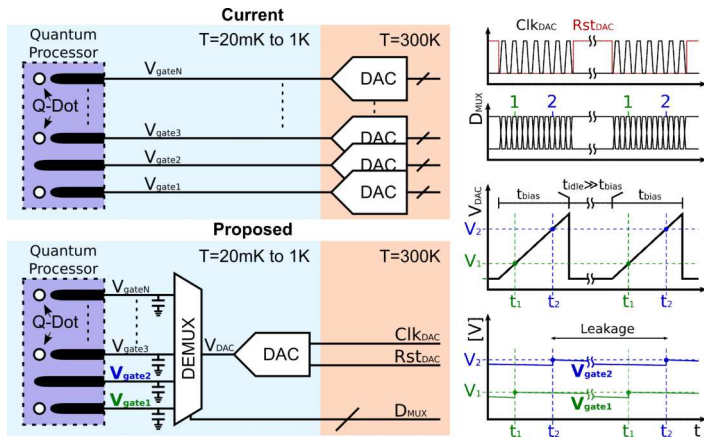 Current
Quantum
Processor
T=20mK to 1K
T=300K
VgateN
DAC
Q-Dot
Vgate3
DAC
Vgate2
DAC
Vgate1
DAC
Proposed
Quantum
Processor
T=20mK to 1K
T=300K
VgateN
Q-Dot
DEMUX
VDAC
DAC
ClkDAC
RstDAC
Vgate3
Vgate2
Vgate1
DMUX
ClkDAC RstDAC
DMUX
1 2 1 2
VDAC
tbias tidle≫tbias tbias
V2
V1
t1 t2 t1 t2
[V]
Leakage
V2
Vgate2
V1
Vgate1
t1 t2 t1 t2 t